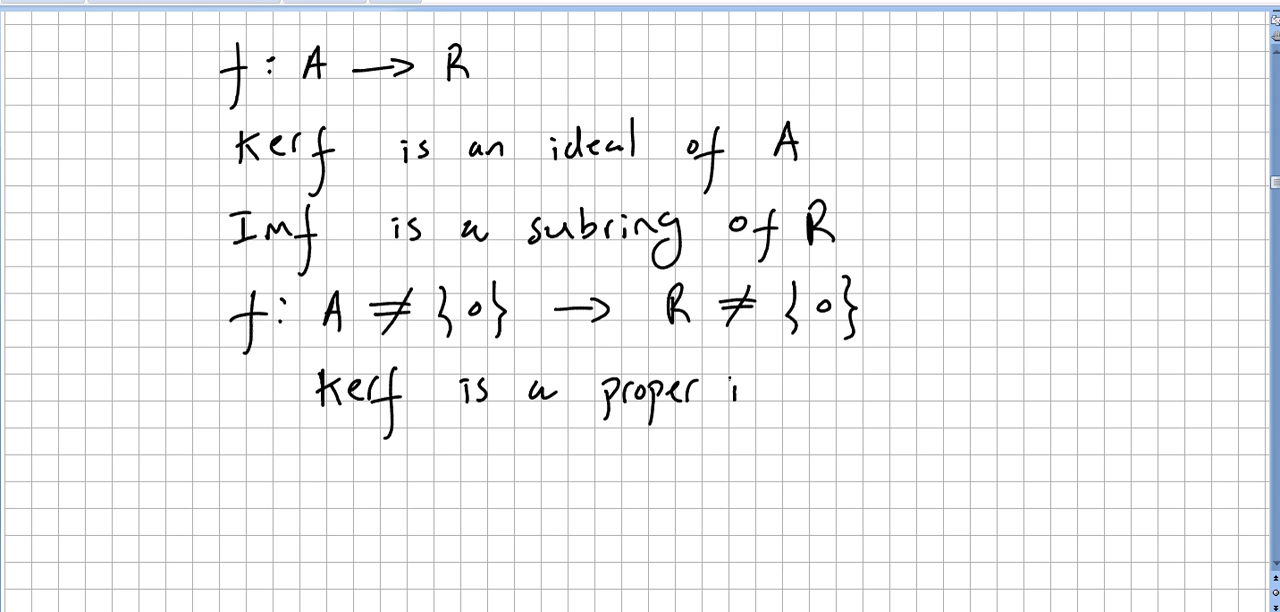 f : A → R
Kerf is an ideal of A
Imf is a subring of R
f : A ≠ {0} → R ≠ {0}
Kerf is a proper i